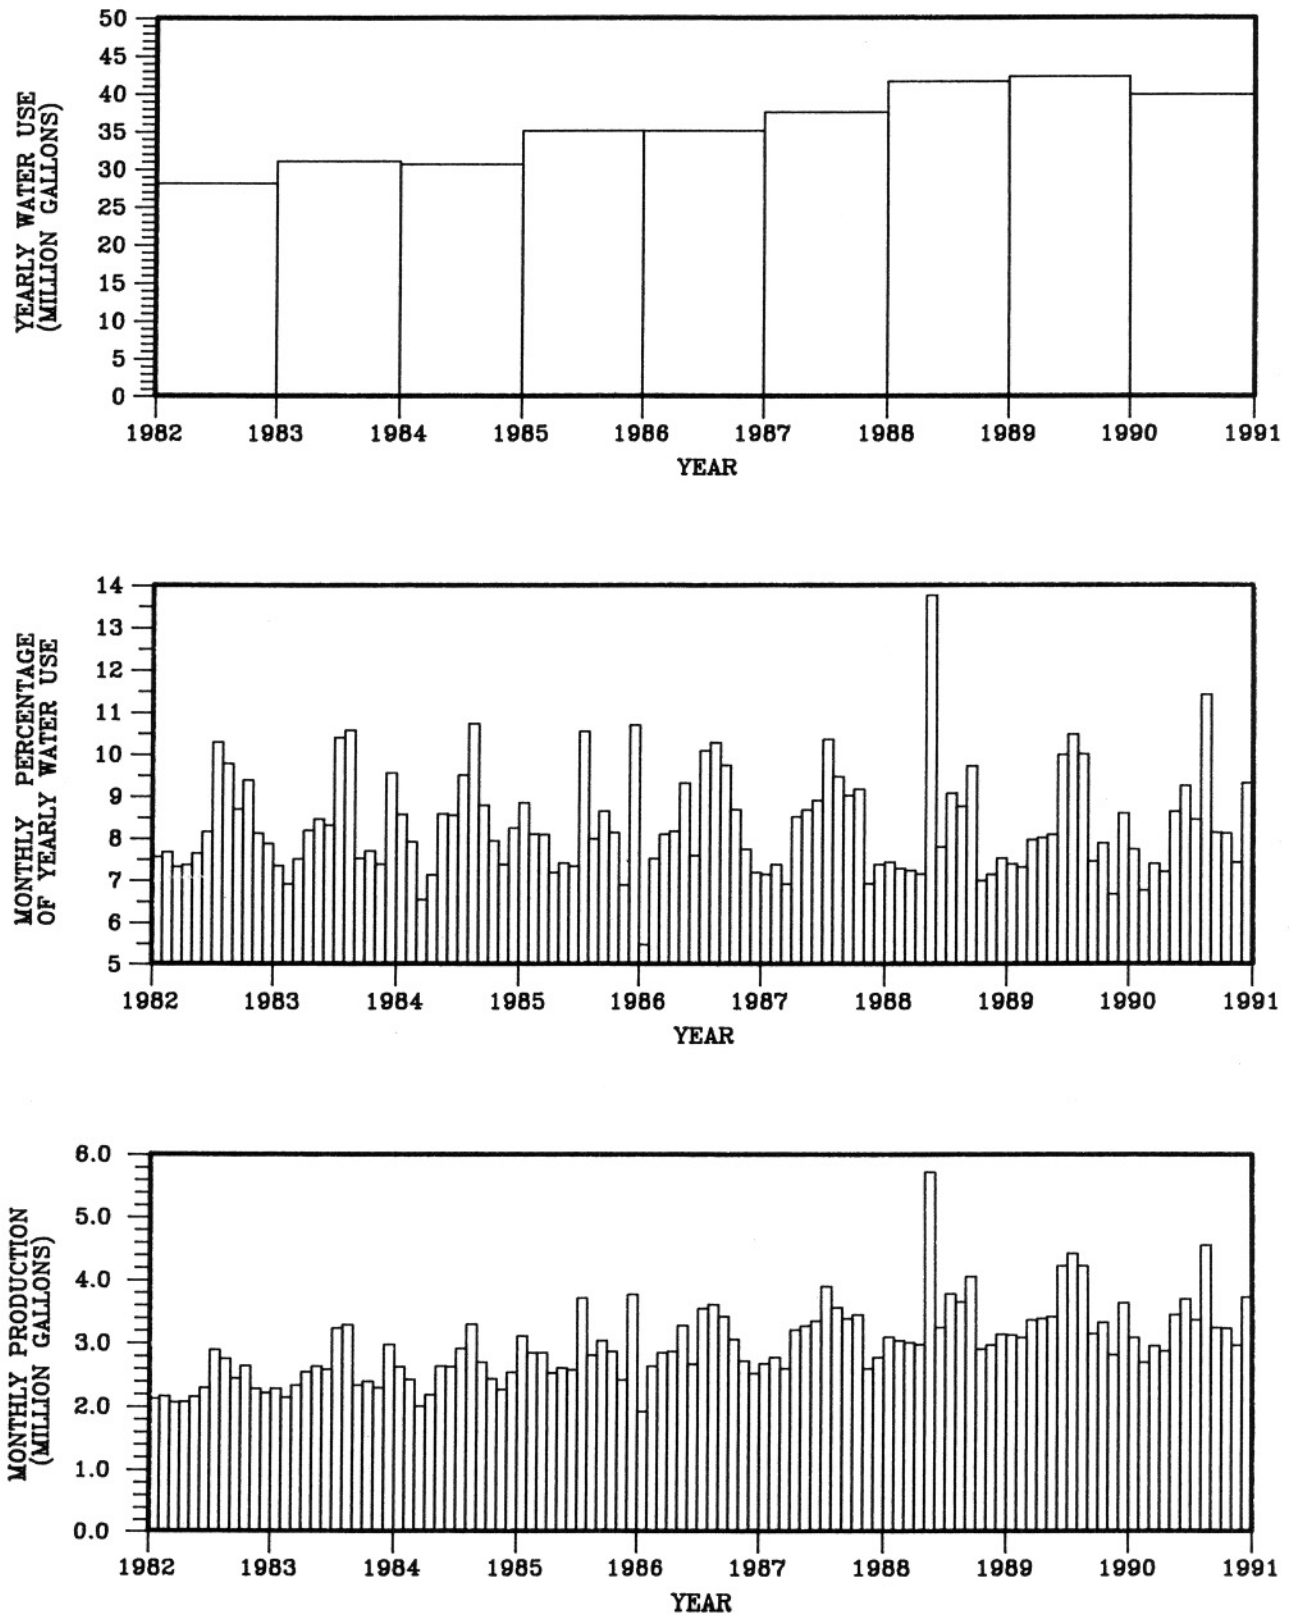 YEARLY WATER USE
(MILLION GALLONS)
50
45
40
35
30
25
20
15
10
5
0
1982 1983 1984 1985 1986 1987 1988 1989 1990 1991
YEAR
MONTHLY PERCENTAGE
OF YEARLY WATER USE
14
13
12
11
10
9
8
7
6
5
1982 1983 1984 1985 1986 1987 1988 1989 1990 1991
YEAR
MONTHLY PRODUCTION
(MILLION GALLONS)
6.0
5.0
4.0
3.0
2.0
1.0
0.0
1982 1983 1984 1985 1986 1987 1988 1989 1990 1991
YEAR